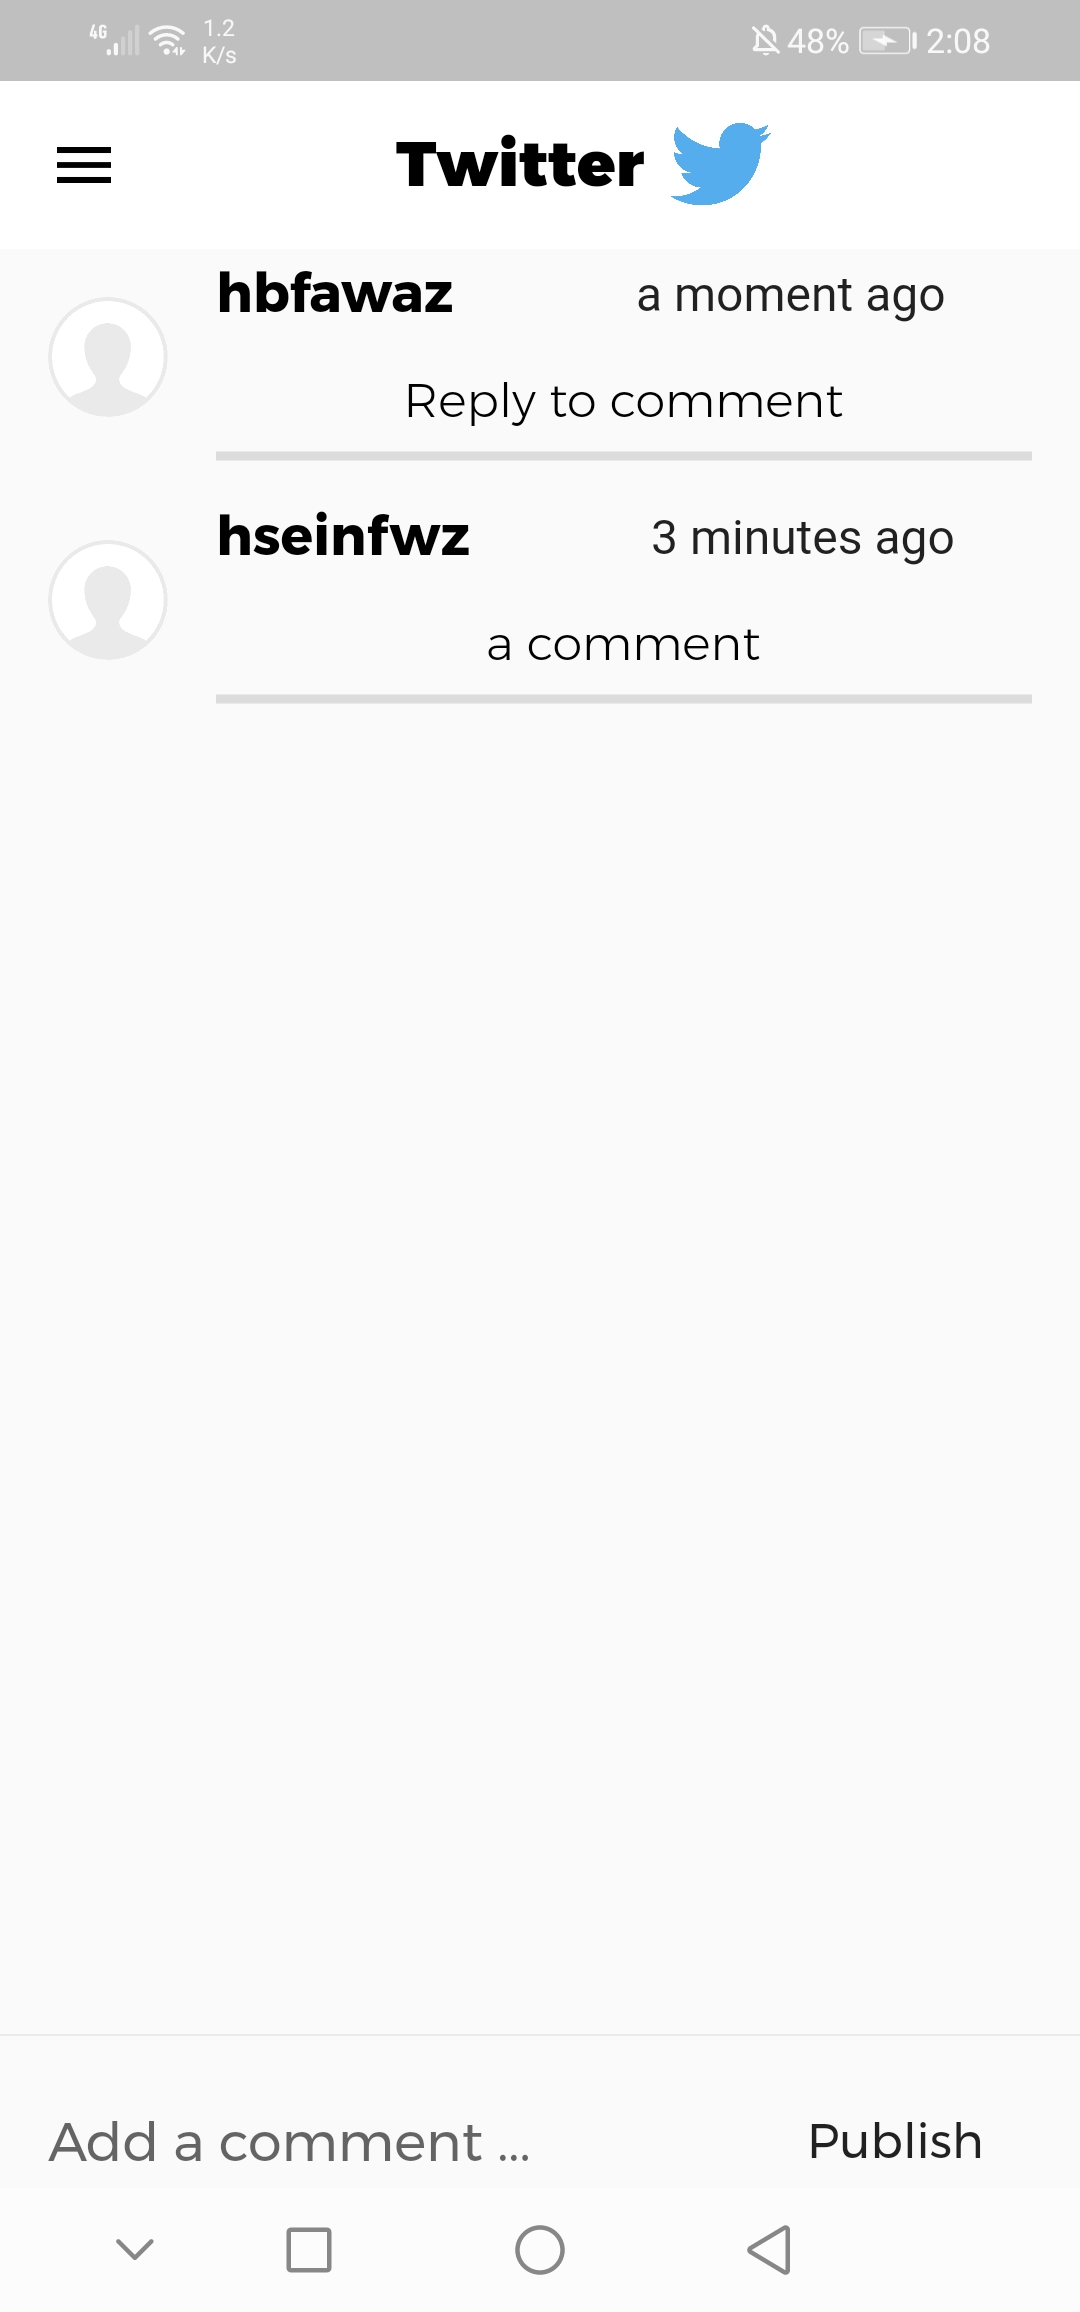 4G 1.2 K/s 48% 2:08
Twitter
hbfawaz a moment ago
Reply to comment
hseinfwz 3 minutes ago
a comment
Add a comment ... Publish